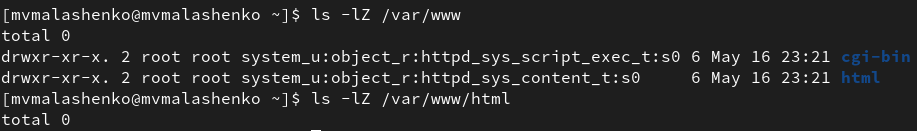 [mvmalashenko@mvmalashenko ~]$ ls -lZ /var/www
total 0
drwxr-xr-x. 2 root root system_u:object_r:httpd_sys_script_exec_t:s0 6 May 16 23:21 cgi-bin
drwxr-xr-x. 2 root root system_u:object_r:httpd_sys_content_t:s0     6 May 16 23:21 html
[mvmalashenko@mvmalashenko ~]$ ls -lZ /var/www/html
total 0